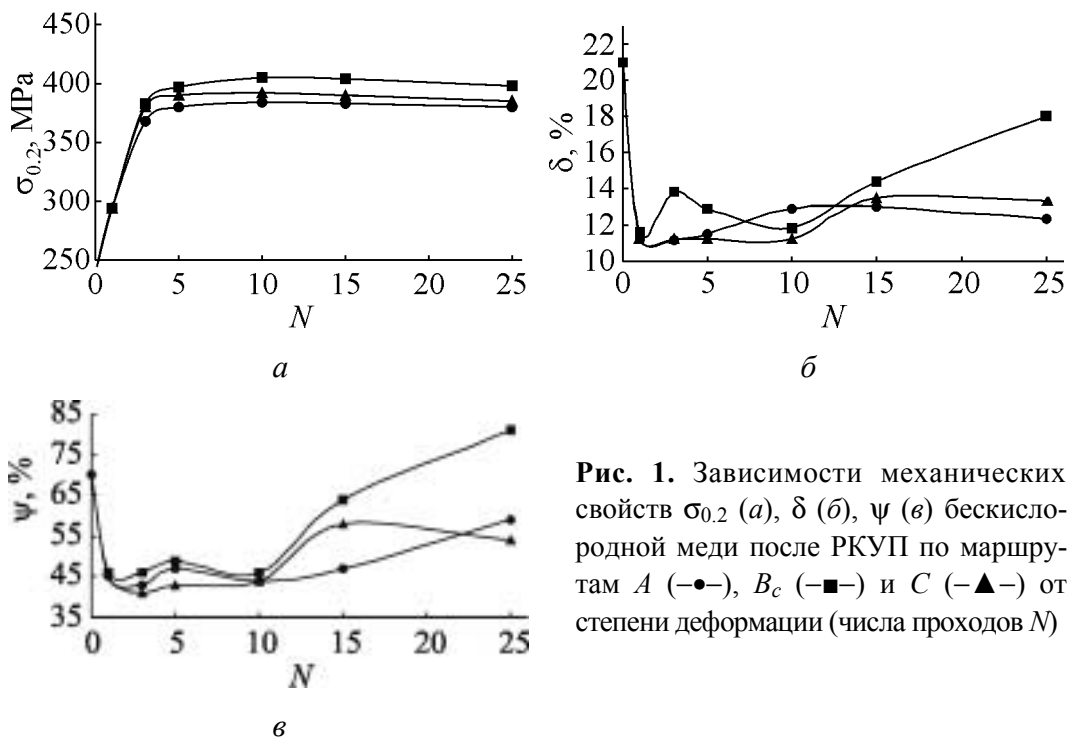 450
400
350
300
250
σ0.2, MPa
0 5 10 15 20 25
N
а
22
20
18
16
14
12
10
δ, %
0 5 10 15 20 25
N
б
85
75
65
55
45
35
ψ, %
0 5 10 15 20 25
N
в
Рис. 1. Зависимости механических
свойств σ0.2 (а), δ (б), ψ (в) бескисло-
родной меди после РКУП по маршру-
там A (–●–), Bc (–■–) и C (–▲–) от
степени деформации (числа проходов N)